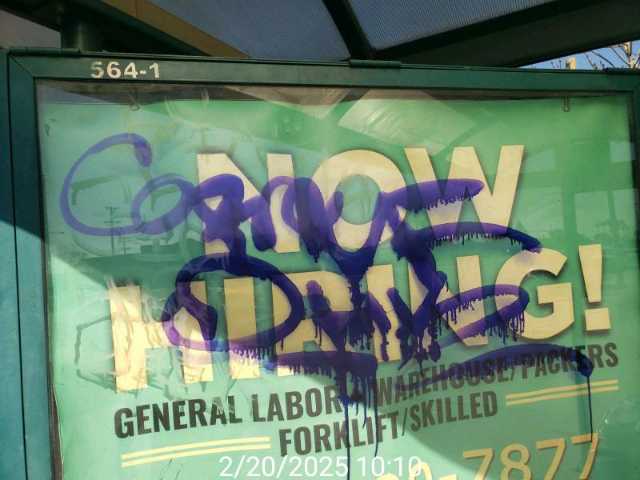 564-1
NOW
HIRING!
GENERAL LABOR WAREHOUSE/PACKERS
FORKLIFT/SKILLED
2/20/2025 10:10
7877